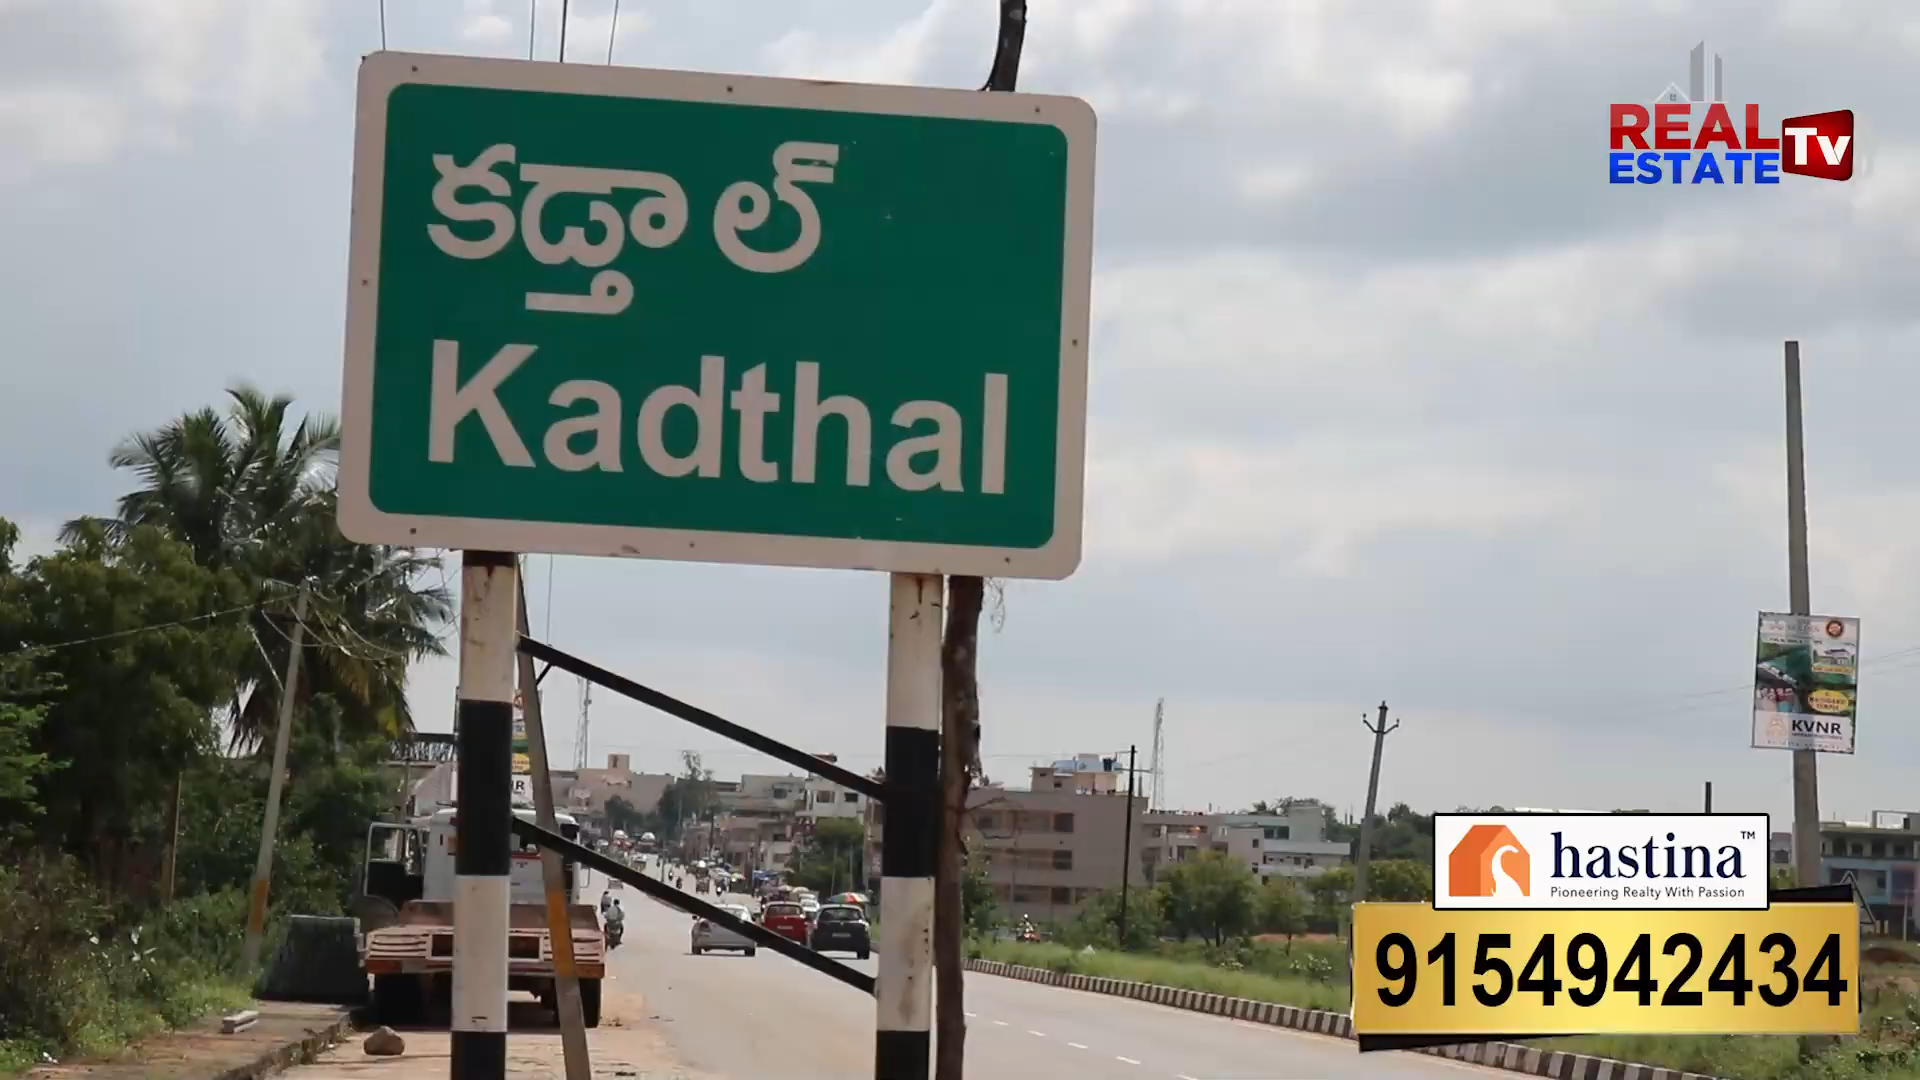 కడ్తాల్
Kadthal
REAL
ESTATE
Tv
KVNR
hastina™
Pioneering Realty With Passion
9154942434